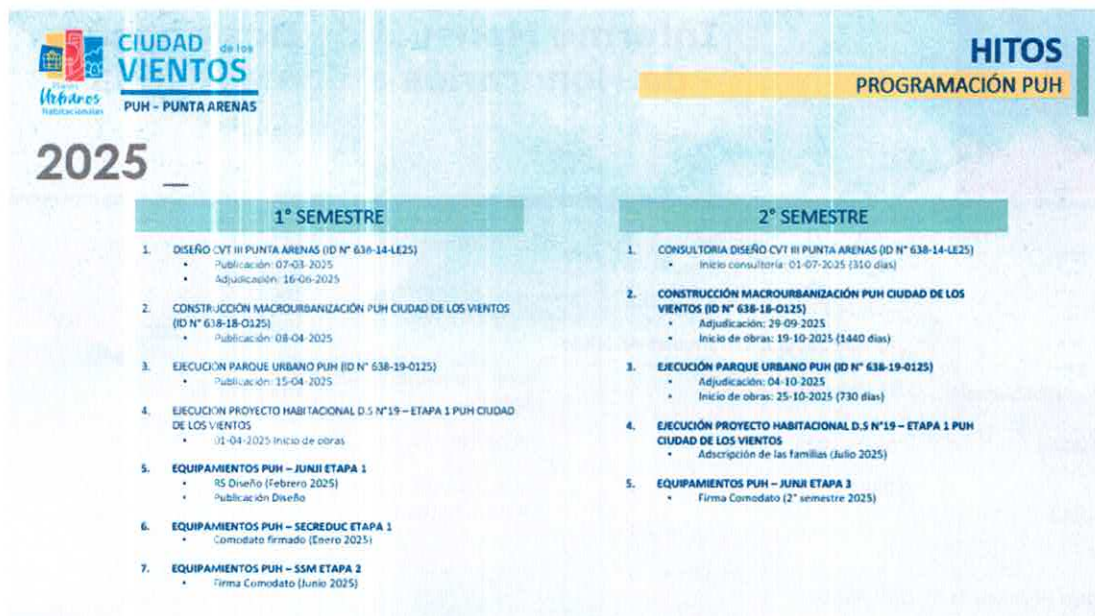 CIUDAD de los
VIENTOS
Planes
Urbanos
Habitacionales
PUH - PUNTA ARENAS
HITOS
PROGRAMACIÓN PUH
2025 _
1° SEMESTRE
1. DISEÑO CVT III PUNTA ARENAS (ID N° 638-14-LE25)
• Publicación: 07-03-2025
• Adjudicación: 16-06-2025
2. CONSTRUCCIÓN MACROURBANIZACIÓN PUH CIUDAD DE LOS VIENTOS
(ID N° 638-18-O125)
• Publicación: 08-04-2025
3. EJECUCIÓN PARQUE URBANO PUH (ID N° 638-19-0125)
• Publicación: 15-04-2025
4. EJECUCIÓN PROYECTO HABITACIONAL D.S N°19 – ETAPA 1 PUH CIUDAD
DE LOS VIENTOS
• 01-04-2025 Inicio de obras
5. EQUIPAMIENTOS PUH – JUNJI ETAPA 1
• RS Diseño (Febrero 2025)
• Publicación Diseño
6. EQUIPAMIENTOS PUH – SECREDUC ETAPA 1
• Comodato firmado (Enero 2025)
7. EQUIPAMIENTOS PUH – SSM ETAPA 2
• Firma Comodato (Junio 2025)
2° SEMESTRE
1. CONSULTORIA DISEÑO CVT III PUNTA ARENAS (ID N° 638-14-LE25)
• Inicio consultoría: 01-07-2025 (310 días)
2. CONSTRUCCIÓN MACROURBANIZACIÓN PUH CIUDAD DE LOS
VIENTOS (ID N° 638-18-O125)
• Adjudicación: 29-09-2025
• Inicio de obras: 19-10-2025 (1440 días)
3. EJECUCIÓN PARQUE URBANO PUH (ID N° 638-19-0125)
• Adjudicación: 04-10-2025
• Inicio de obras: 25-10-2025 (730 días)
4. EJECUCIÓN PROYECTO HABITACIONAL D.S N°19 – ETAPA 1 PUH
CIUDAD DE LOS VIENTOS
• Adscripción de las familias (Julio 2025)
5. EQUIPAMIENTOS PUH – JUNJI ETAPA 3
• Firma Comodato (2° semestre 2025)